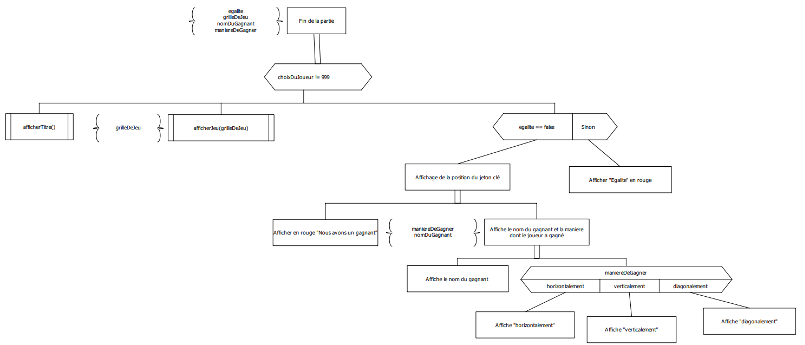 egalite
grilleDeJeu
nomDuGagnant
maniereDeGagner
Fin de la partie
choixDuJoueur != 999
afficherTitre()
grilleDeJeu
afficherJeu(grilleDeJeu)
egalite == false
Sinon
Affichage de la position du jeton clé
Afficher "Egalite" en rouge
Afficher en rouge "Nous avons un gagnant"
maniereDeGagner
nomDuGagnant
Affiche le nom du gagnant et la maniere
dont le joueur a gagné
Affiche le nom du gagnant
maniereDeGagner
horizontalement
verticalement
diagonalement
Affiche "horizontalement"
Affiche "verticalement"
Affiche "diagonalement"